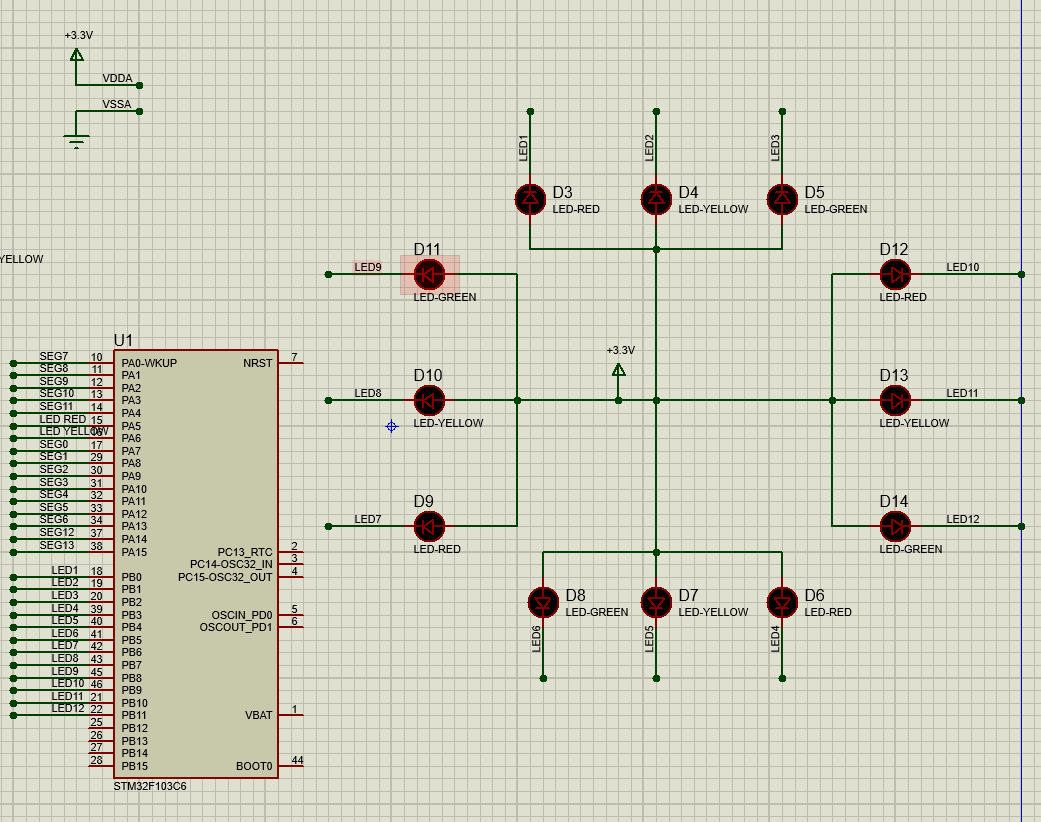 +3.3V
VDDA
VSSA
LED1
LED2
LED3
D3
LED-RED
D4
LED-YELLOW
D5
LED-GREEN
YELLOW
D11
LED9
LED-GREEN
D12
LED10
LED-RED
+3.3V
D10
LED8
LED-YELLOW
D13
LED11
LED-YELLOW
D9
LED7
LED-RED
D14
LED12
LED-GREEN
D8
LED-GREEN
D7
LED-YELLOW
D6
LED-RED
LED6
LED5
LED4
U1
SEG7 10 PA0-WKUP NRST 7
SEG8 11 PA1
SEG9 12 PA2
SEG10 13 PA3
SEG11 14 PA4
LED RED 15 PA5
LED YELLOW 16 PA6
SEG0 17 PA7
SEG1 29 PA8
SEG2 30 PA9
SEG3 31 PA10
SEG4 32 PA11
SEG5 33 PA12
SEG6 34 PA13
SEG12 37 PA14
SEG13 38 PA15 PC13_RTC 2
PC14-OSC32_IN 3
LED1 18 PB0 PC15-OSC32_OUT 4
LED2 19 PB1
LED3 20 PB2
LED4 39 PB3 OSCIN_PD0 5
LED5 40 PB4 OSCOUT_PD1 6
LED6 41 PB5
LED7 42 PB6
LED8 43 PB7
LED9 45 PB8
LED10 46 PB9
LED11 21 PB10
LED12 22 PB11 VBAT 1
25 PB12
26 PB13
27 PB14
28 PB15 BOOT0 44
STM32F103C6